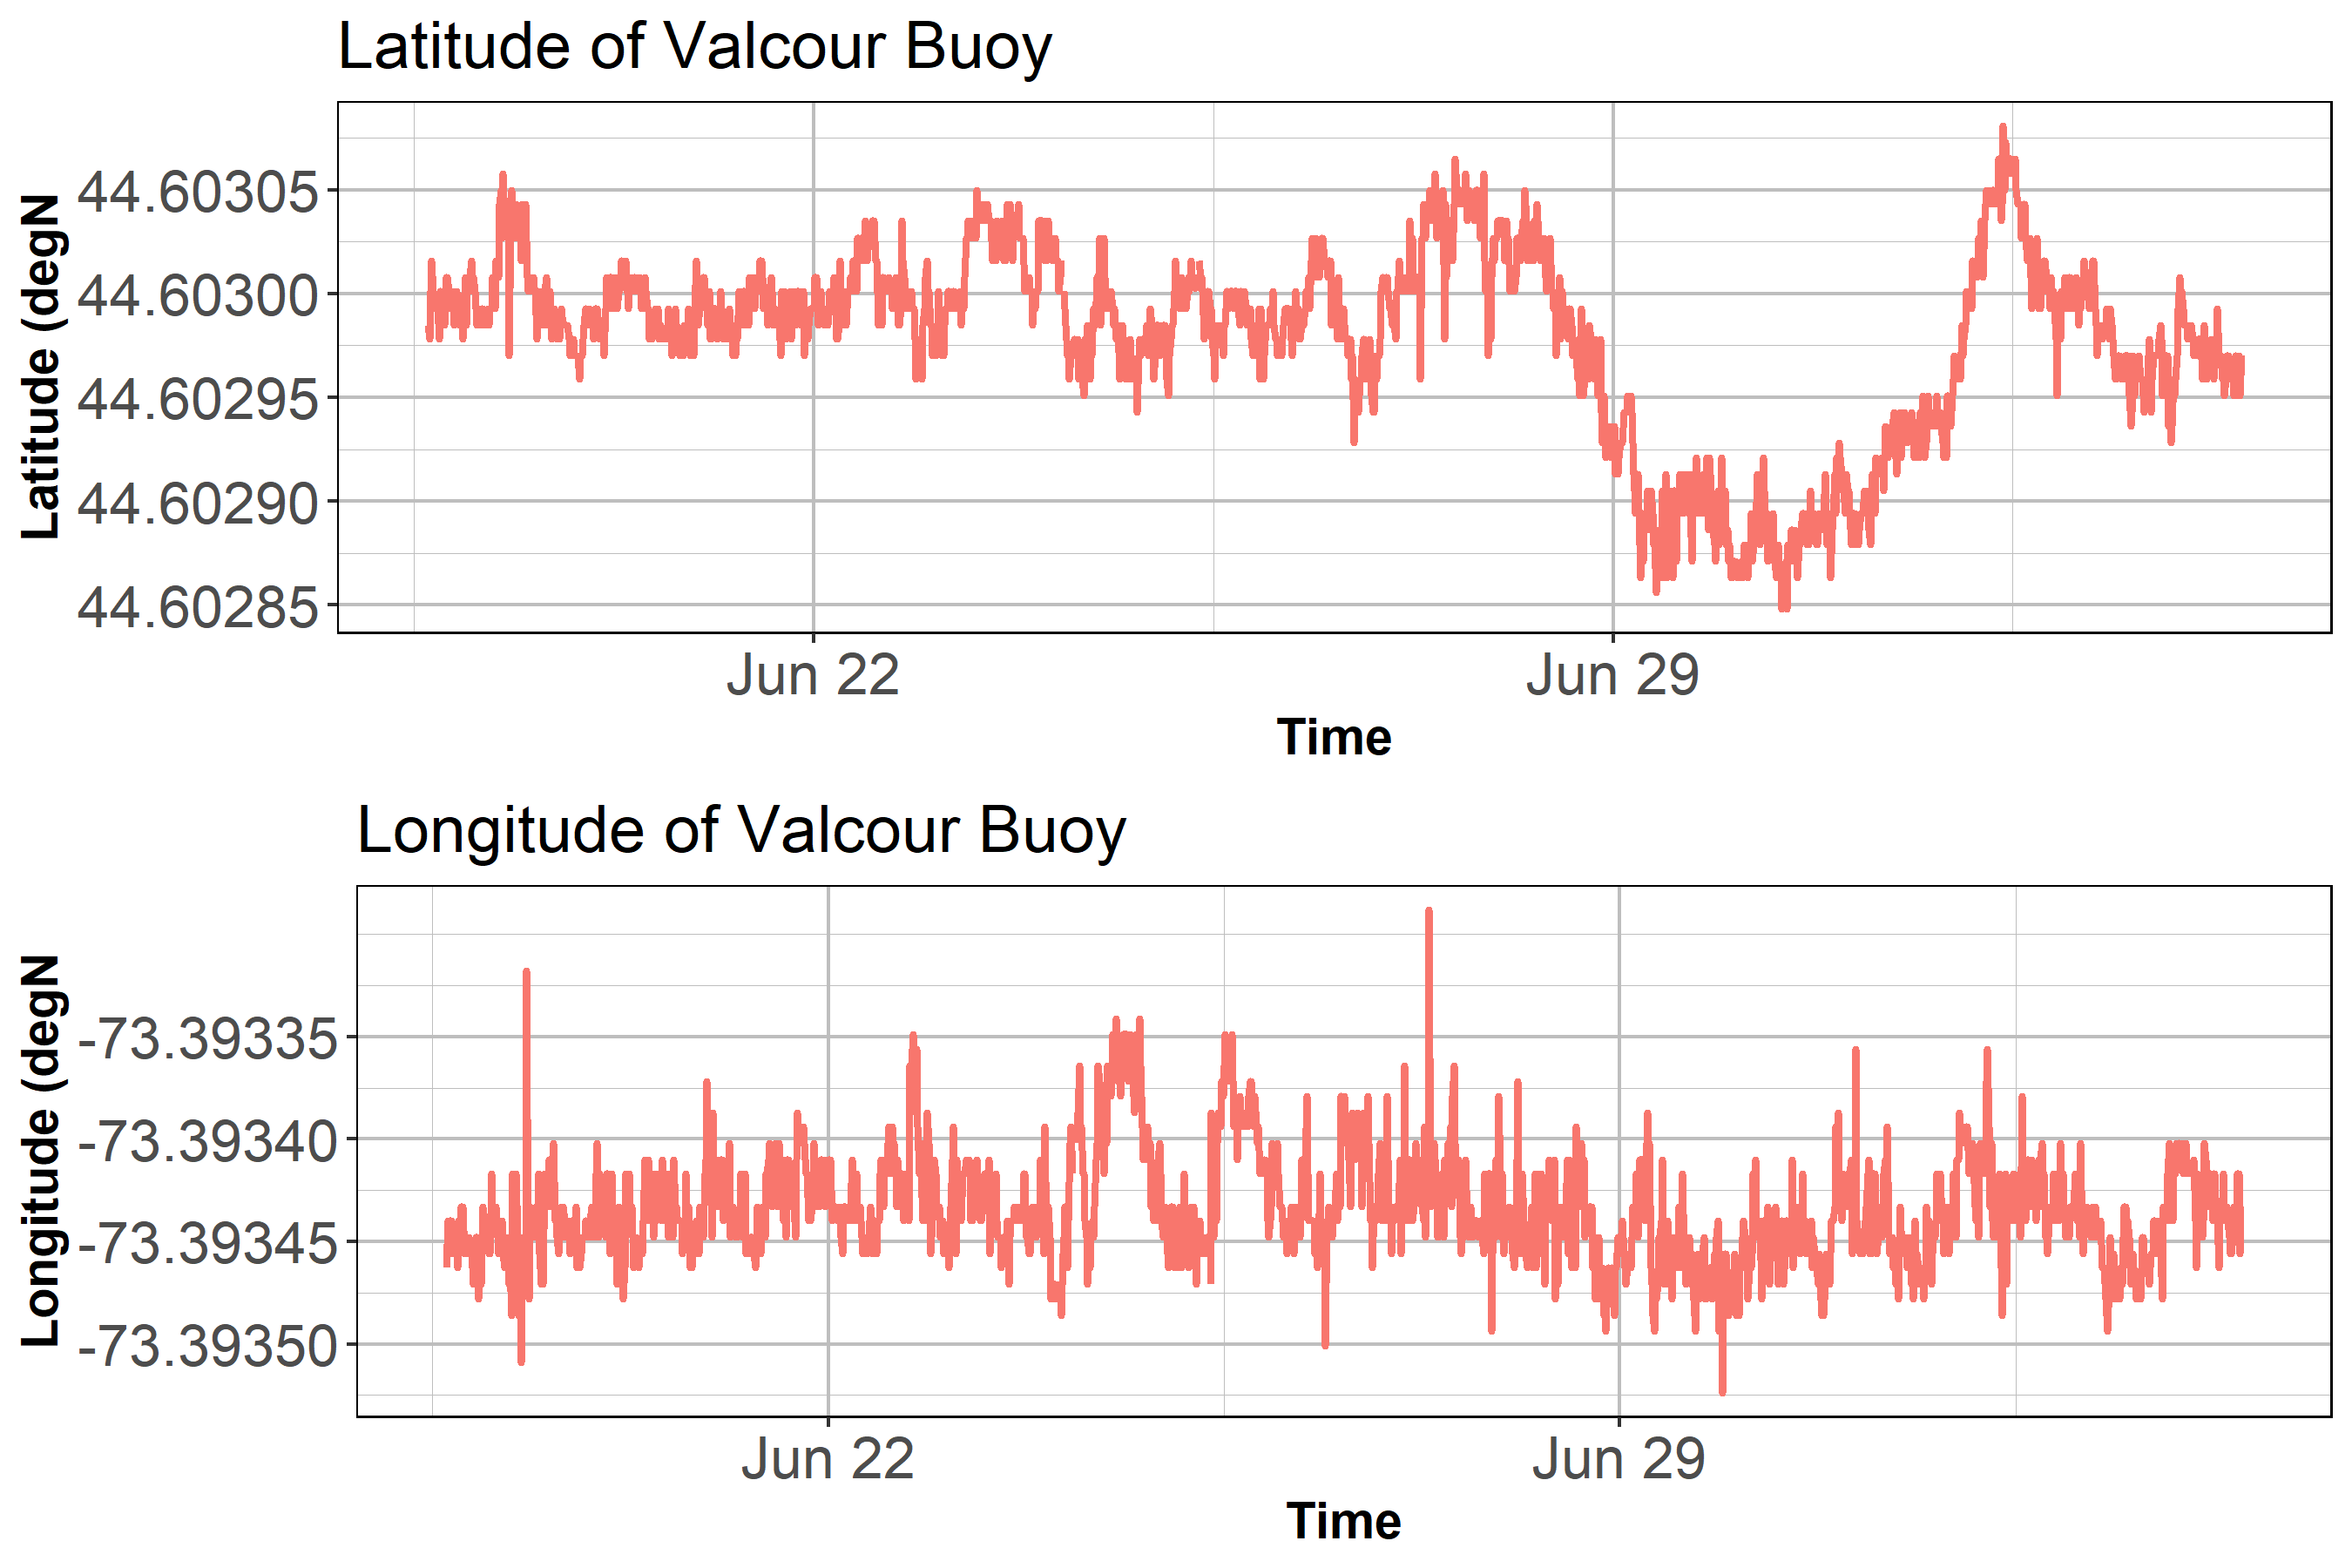 Latitude of Valcour Buoy
Latitude (degN
44.60305
44.60300
44.60295
44.60290
44.60285
Jun 22
Jun 29
Time
Longitude of Valcour Buoy
Longitude (degN
-73.39335
-73.39340
-73.39345
-73.39350
Jun 22
Jun 29
Time